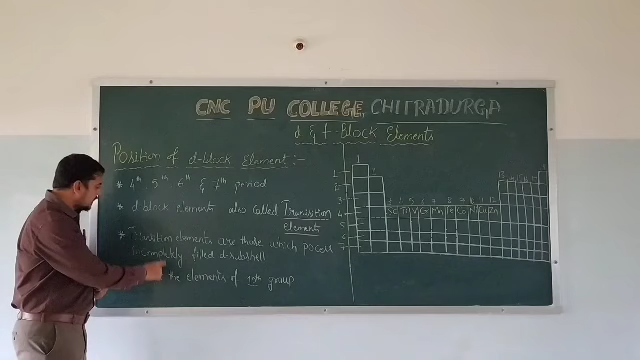 CNC PU COLLEGE, CHITRADURGA
d & f-Block Elements
Position of d-block Element :-
* 4th 5th 6th & 7th period
* d block elements also called Transition
Elements
* Transition elements are those which posses
incompletely filled d-subshell
the elements of group
Sc Ti V Cr Mn Fe Co Ni Cu Zn